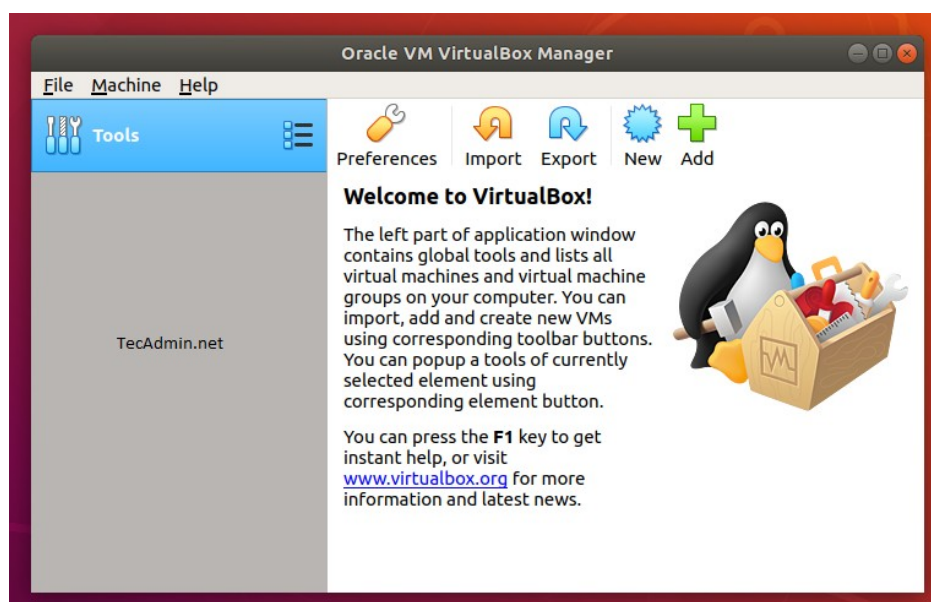 Oracle VM VirtualBox Manager
File Machine Help
Tools
Preferences Import Export New Add
Welcome to VirtualBox!
The left part of application window
contains global tools and lists all
virtual machines and virtual machine
groups on your computer. You can
import, add and create new VMs
using corresponding toolbar buttons.
You can popup a tools of currently
selected element using
corresponding element button.
You can press the F1 key to get
instant help, or visit
www.virtualbox.org for more
information and latest news.
TecAdmin.net